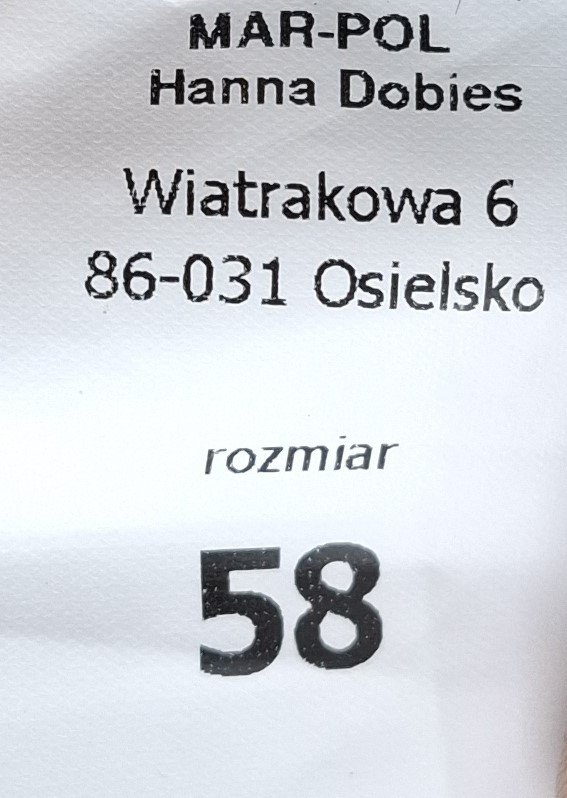 MAR-POL
Hanna Dobies
Wiatrakowa 6
86-031 Osielsko
rozmiar
58